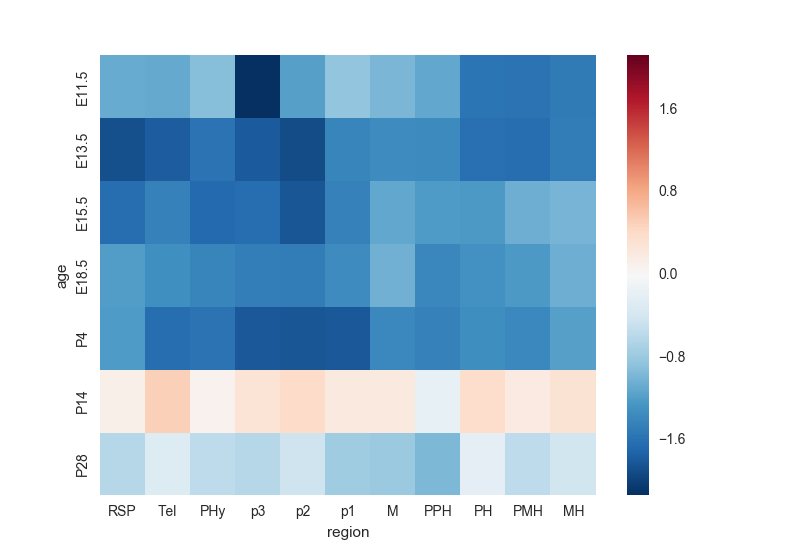 age
E11.5
E13.5
E15.5
E18.5
P4
P14
P28
RSP Tel PHy p3 p2 p1 M PPH PH PMH MH
region
1.6
0.8
0.0
−0.8
−1.6